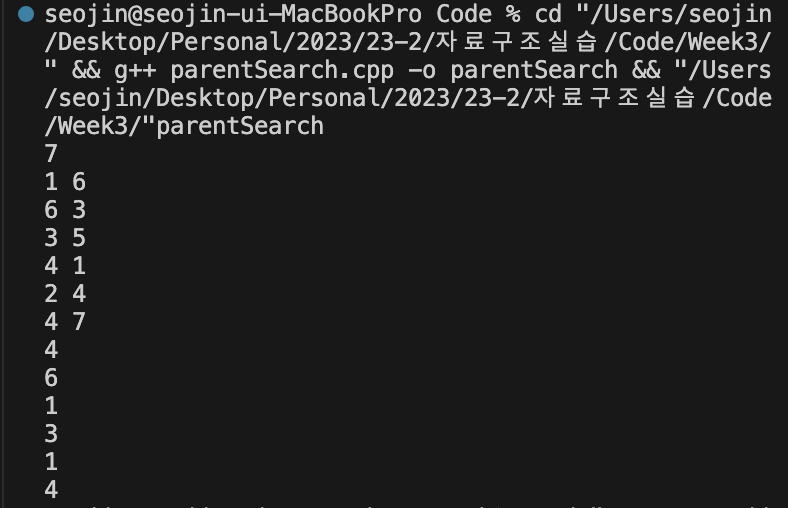 seojin@seojin-ui-MacBookPro Code % cd "/Users/seojin
/Desktop/Personal/2023/23-2/자료구조실습/Code/Week3/
" && g++ parentSearch.cpp -o parentSearch && "/Users
/seojin/Desktop/Personal/2023/23-2/자료구조실습/Code
/Week3/"parentSearch
7
1 6
6 3
3 5
4 1
2 4
4 7
4
6
1
3
1
4